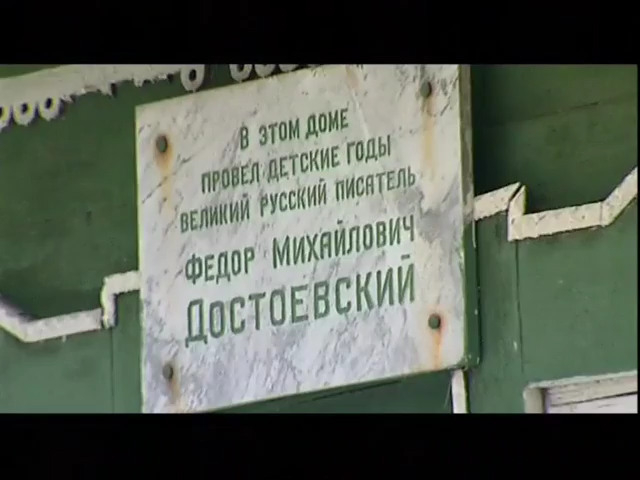 В ЭТОМ ДОМЕ
ПРОВЕЛ ДЕТСКИЕ ГОДЫ
ВЕЛИКИЙ РУССКИЙ ПИСАТЕЛЬ
ФЕДОР МИХАЙЛОВИЧ
ДОСТОЕВСКИЙ